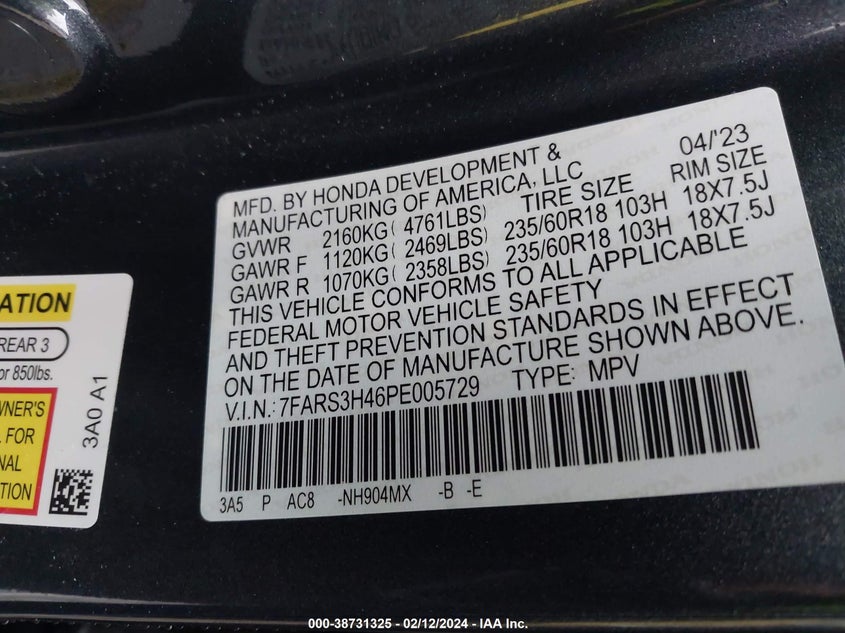 MFD. BY HONDA DEVELOPMENT & 04/'23
MANUFACTURING OF AMERICA, LLC
TIRE SIZE RIM SIZE
GVWR 2160KG( 4761LBS)
GAWR F 1120KG( 2469LBS) 235/60R18 103H 18X7.5J
GAWR R 1070KG( 2358LBS) 235/60R18 103H 18X7.5J
THIS VEHICLE CONFORMS TO ALL APPLICABLE
FEDERAL MOTOR VEHICLE SAFETY
AND THEFT PREVENTION STANDARDS IN EFFECT
ON THE DATE OF MANUFACTURE SHOWN ABOVE.
V.I.N.: 7FARS3H46PE005729 TYPE: MPV
3A5 P AC8 -NH904MX -B -E
REAR 3
or 850lbs.
FOR
3A0 A1
000-38731325 - 02/12/2024 - IAA Inc.